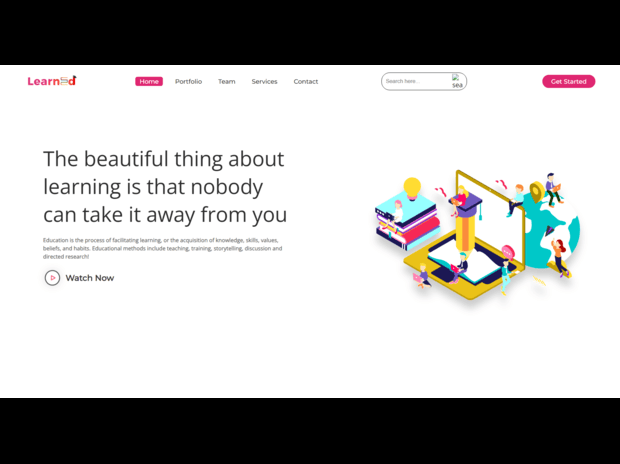 Learned
Home Portfolio Team Services Contact
Search here...
sea
Get Started
The beautiful thing about
learning is that nobody
can take it away from you
Education is the process of facilitating learning, or the acquisition of knowledge, skills, values,
beliefs, and habits. Educational methods include teaching, training, storytelling, discussion and
directed research!
Watch Now